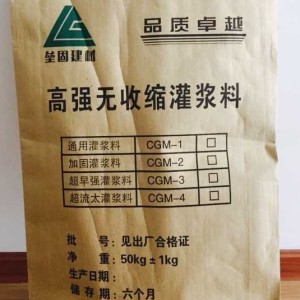 垒固建材
品质卓越
高强无收缩灌浆料
通用灌浆料 CGM-1 □
加固灌浆料 CGM-2 □
超早强灌浆料 CGM-3 □
超流太灌浆料 CGM-4 □
批 号:见出厂合格证
净 重:50kg±1kg
生产日期:
储存期:六个月